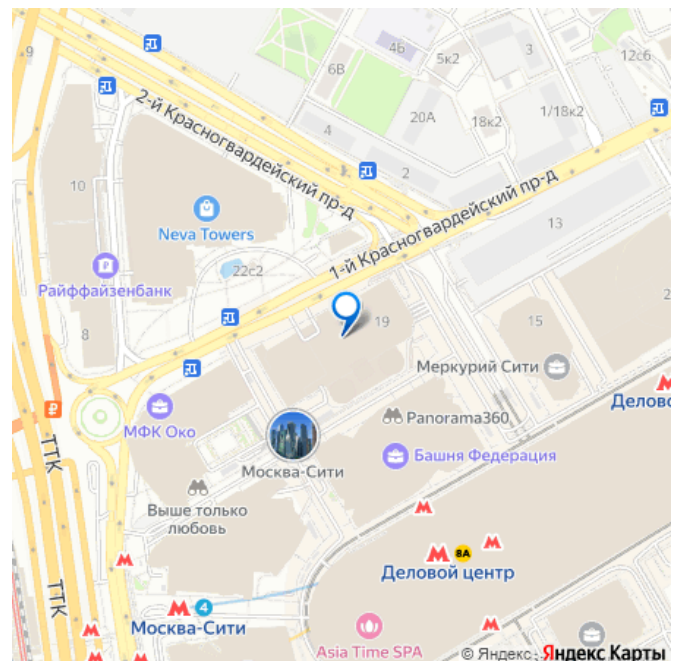 9
6В
4Б
5к2
3
12с6
20А
18к2
1/18к2
4
2
2-й Красногвардейский пр-д
10
Neva Towers
1-й Красногвардейский пр-д
13
22с2
Райффайзенбанк
8
19
15
2
Меркурий Сити
Делово
МФК Око
Panorama360
Москва-Сити
Башня Федерация
ТТК
Выше только
любовь
8А
Деловой центр
ТТК
4
Москва-Сити
Asia Time SPA
© Яндекс
Яндекс Карты